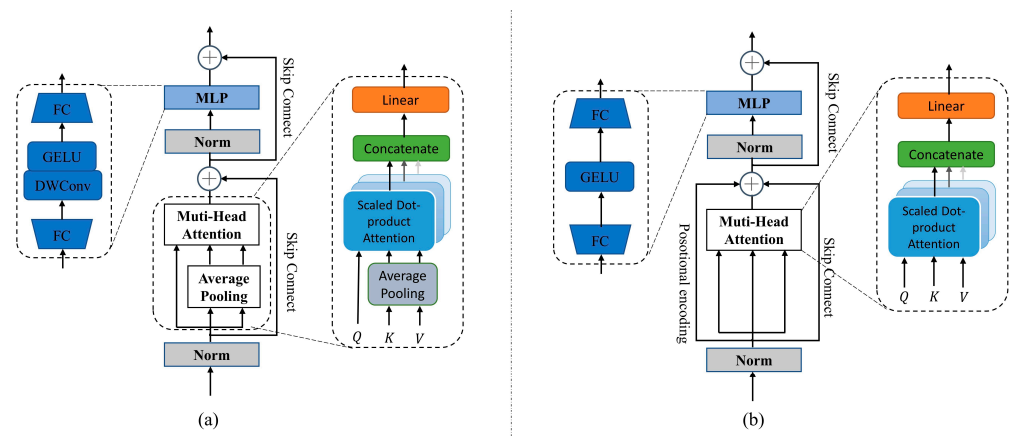 FC
GELU
DWConv
FC
MLP
Norm
Skip Connect
Muti-Head
Attention
Average
Pooling
Skip Connect
Norm
Linear
Concatenate
Scaled Dot-
product
Attention
Average
Pooling
Q K V
(a)
FC
GELU
FC
MLP
Norm
Skip Connect
Muti-Head
Attention
Posotional encoding
Skip Connect
Norm
Linear
Concatenate
Scaled Dot-
product
Attention
Q K V
(b)